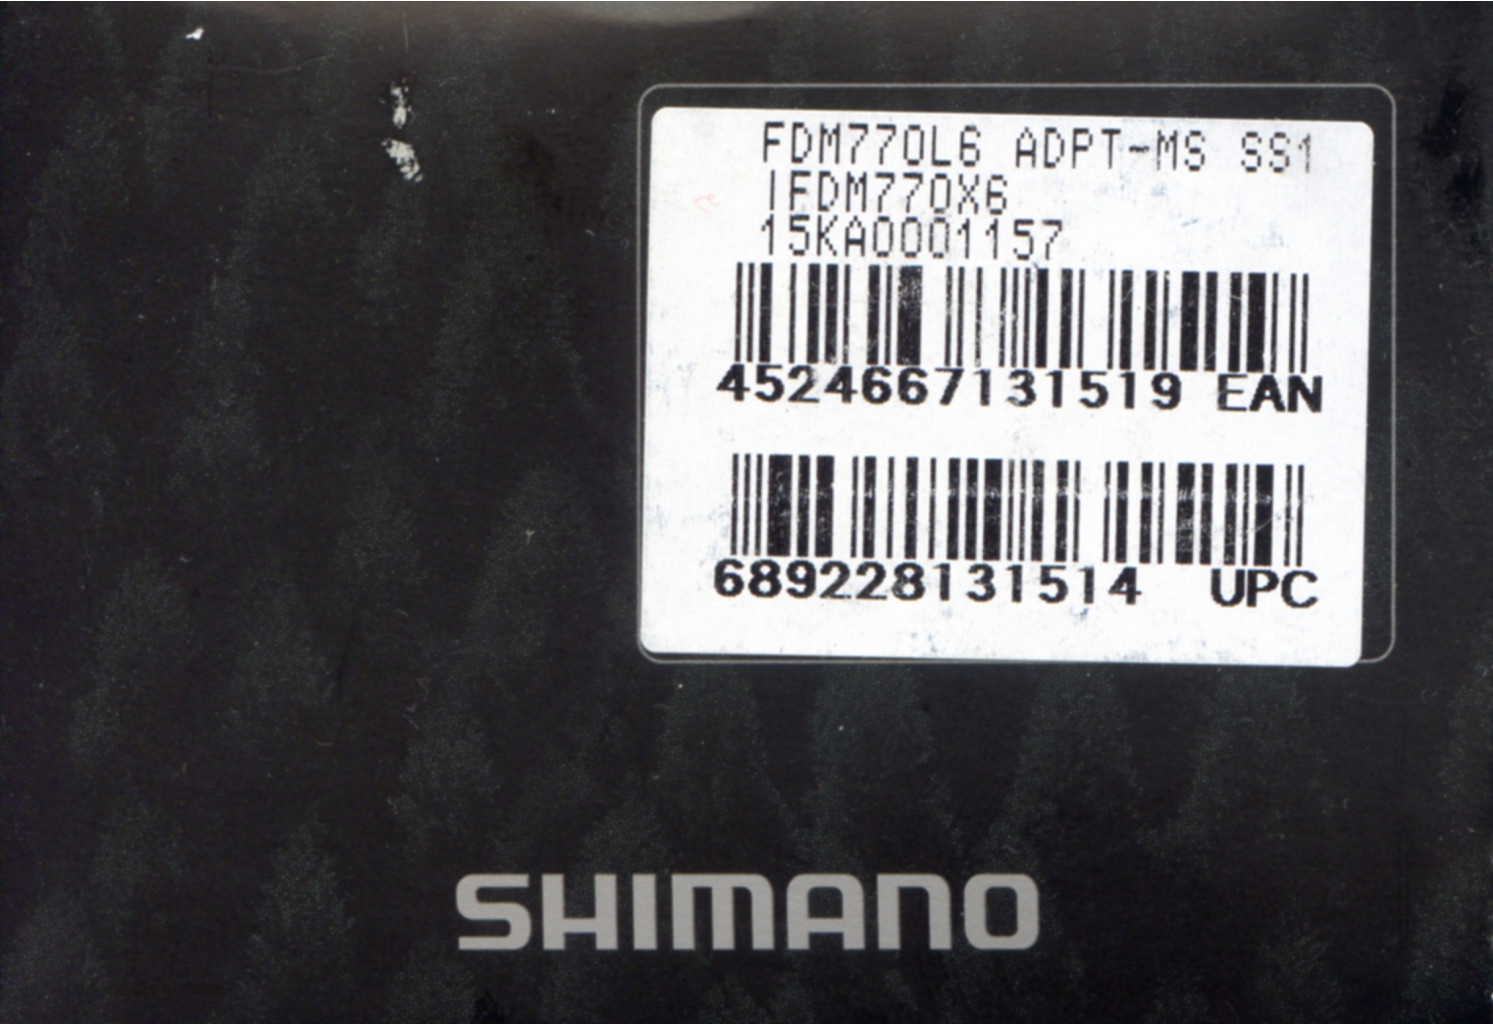 FDM770L6 ADPT-MS SS1
IFDM770X6
15KA0001157
4524667131519 EAN
689228131514 UPC
SHIMANO